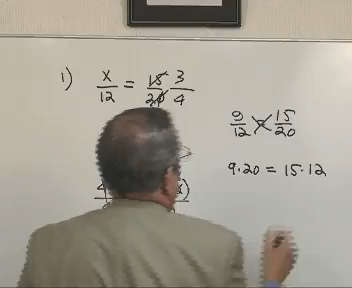 1) x/12 = 15/20 3/4
9/12 = 15/20
9·20 = 15·12